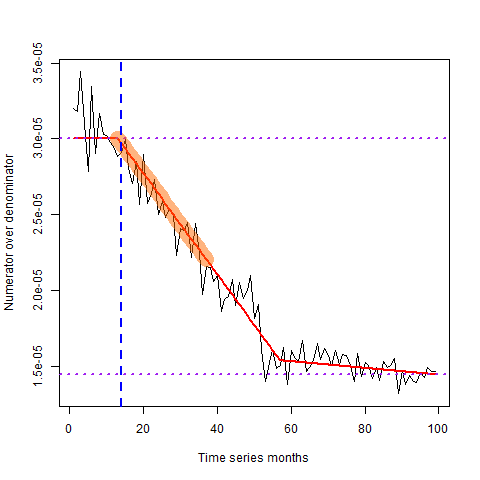 3.5e-05
3.0e-05
2.5e-05
2.0e-05
1.5e-05
Numerator over denominator
0 20 40 60 80 100
Time series months